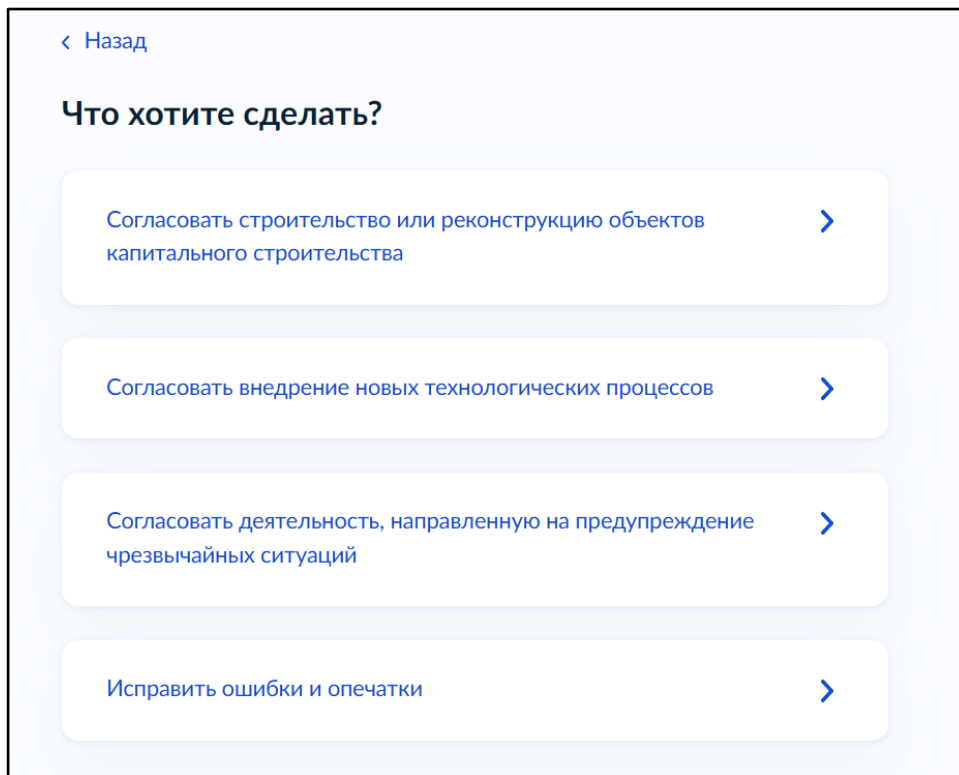 Назад
Что хотите сделать?
Согласовать строительство или реконструкцию объектов
капитального строительства
Согласовать внедрение новых технологических процессов
Согласовать деятельность, направленную на предупреждение
чрезвычайных ситуаций
Исправить ошибки и опечатки